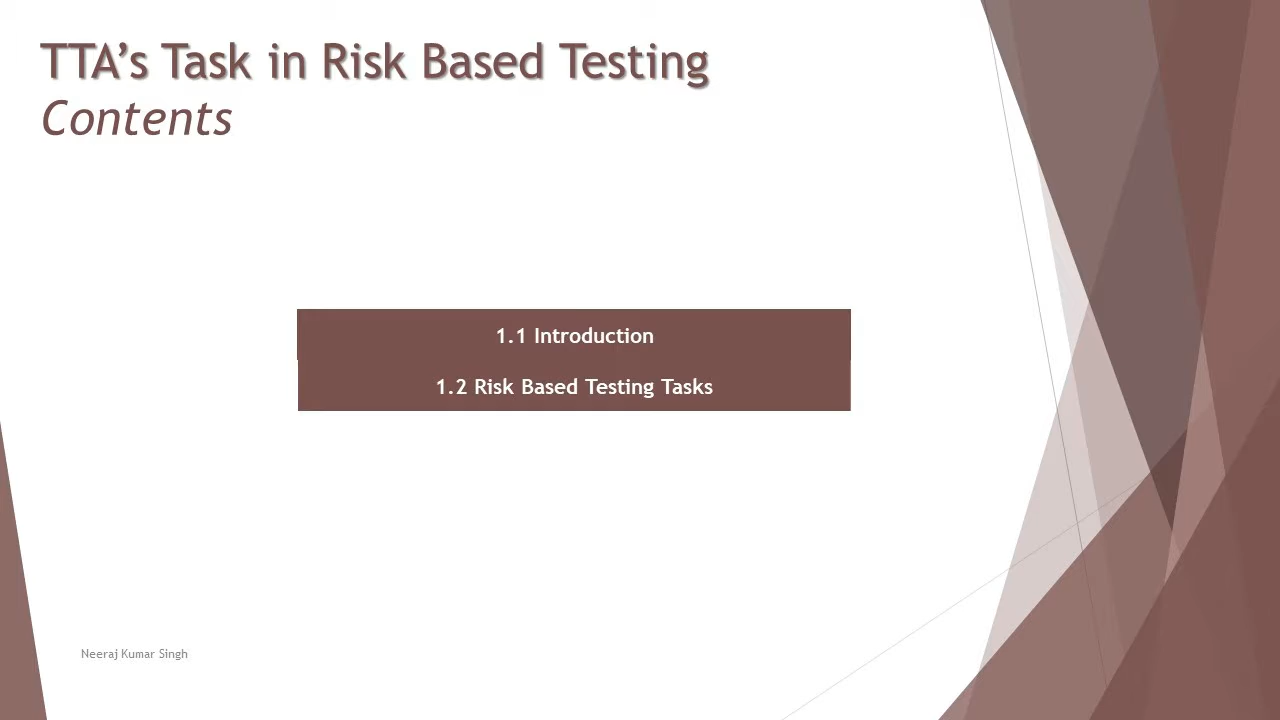 TTA’s Task in Risk Based Testing
Contents
1.1 Introduction
1.2 Risk Based Testing Tasks
Neeraj Kumar Singh